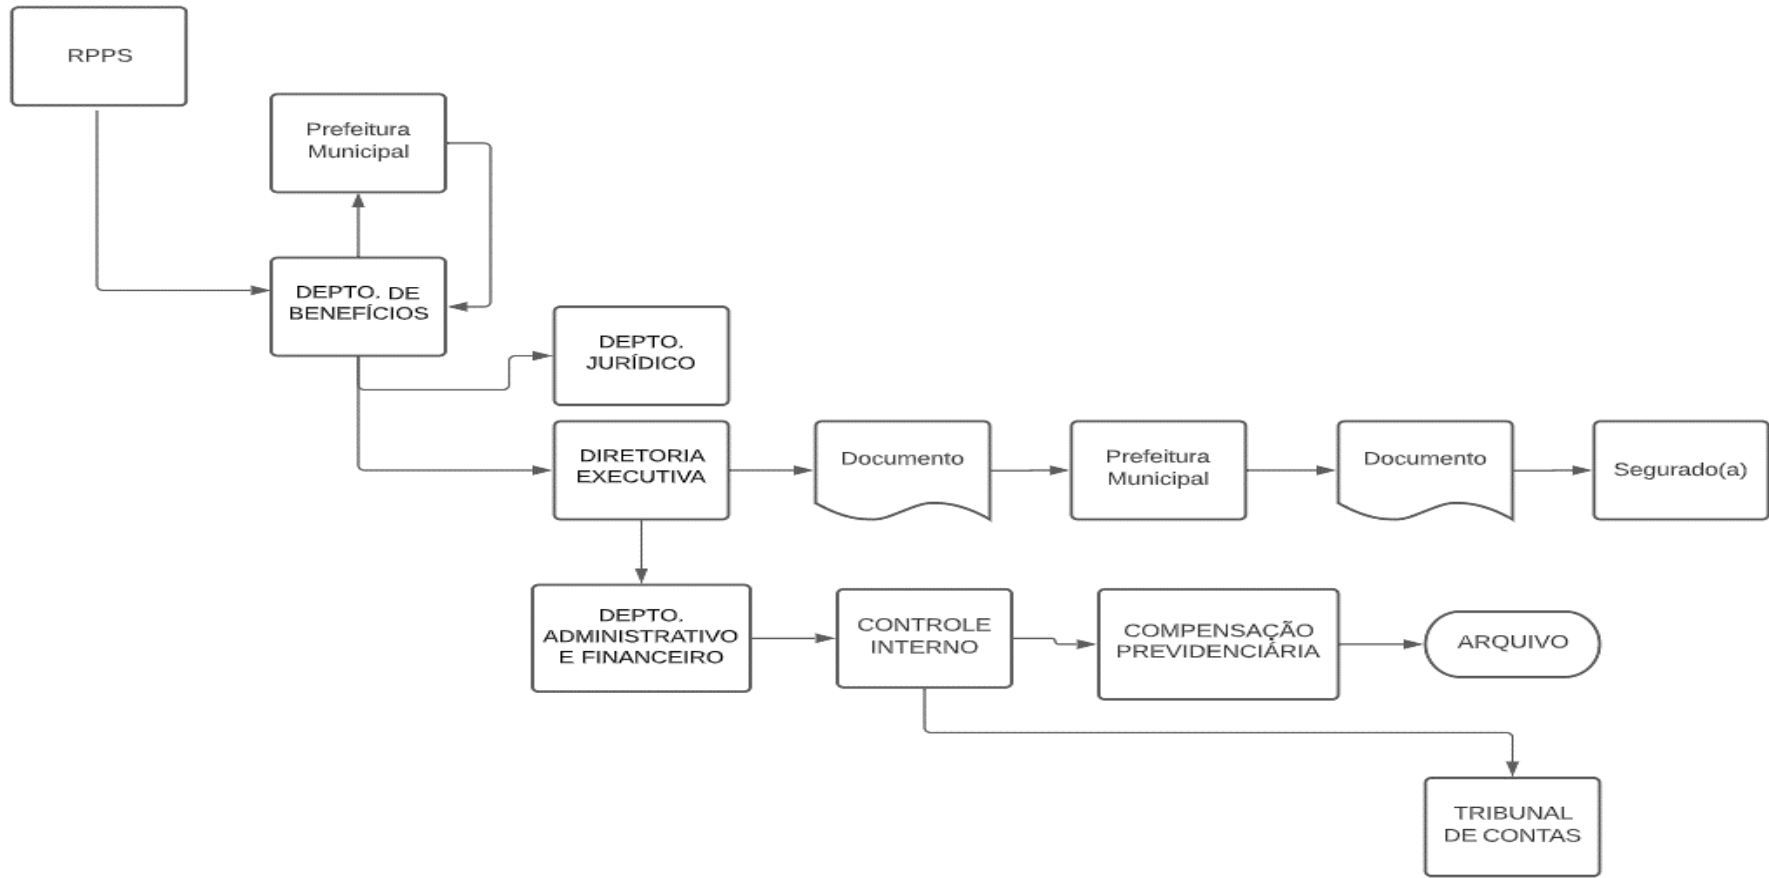 RPPS
Prefeitura
Municipal
DEPTO. DE
BENEFÍCIOS
DEPTO.
JURÍDICO
DIRETORIA
EXECUTIVA
Documento
Prefeitura
Municipal
Documento
Segurado(a)
DEPTO.
ADMINISTRATIVO
E FINANCEIRO
CONTROLE
INTERNO
COMPENSAÇÃO
PREVIDENCIÁRIA
ARQUIVO
TRIBUNAL
DE CONTAS